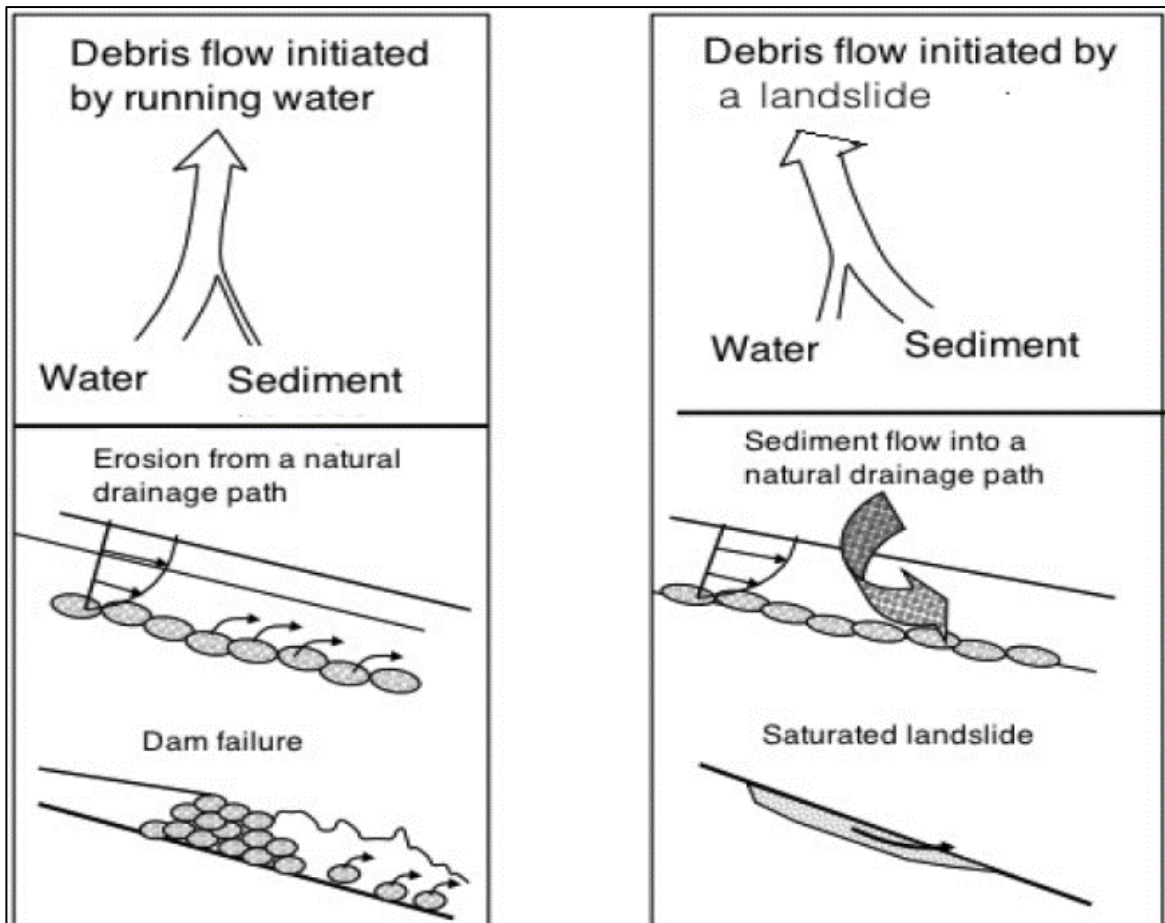 Debris flow initiated
by running water
Water
Sediment
Erosion from a natural
drainage path
Dam failure
Debris flow initiated by
a landslide
Water
Sediment
Sediment flow into a
natural drainage path
Saturated landslide